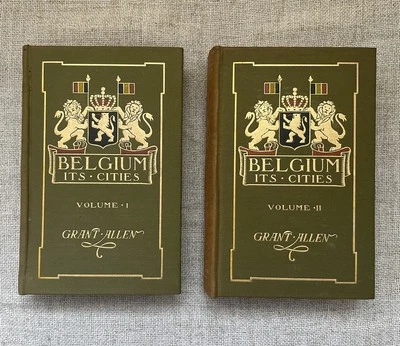 BELGIUM
ITS · CITIES
VOLUME · I
GRANT · ALLEN
BELGIUM
ITS · CITIES
VOLUME · II
GRANT · ALLEN